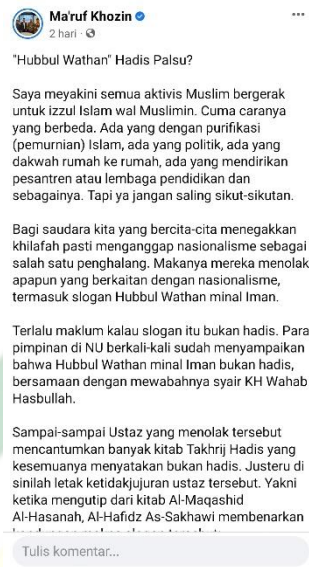 Ma'ruf Khozin
2 hari ·
"Hubbul Wathan" Hadis Palsu?
Saya meyakini semua aktivis Muslim bergerak
untuk izzul Islam wal Muslimin. Cuma caranya
yang berbeda. Ada yang dengan purifikasi
(pemurnian) Islam, ada yang politik, ada yang
dakwah rumah ke rumah, ada yang mendirikan
pesantren atau lembaga pendidikan dan
sebagainya. Tapi ya jangan saling sikut-sikutan.
Bagi saudara kita yang bercita-cita menegakkan
khilafah pasti menganggap nasionalisme sebagai
salah satu penghalang. Makanya mereka menolak
apapun yang berkaitan dengan nasionalisme,
termasuk slogan Hubbul Wathan minal Iman.
Terlalu maklum kalau slogan itu bukan hadis. Para
pimpinan di NU berkali-kali sudah menyampaikan
bahwa Hubbul Wathan minal Iman bukan hadis,
bersamaan dengan mewabahnya syair KH Wahab
Hasbullah.
Sampai-sampai Ustaz yang menolak tersebut
mencantumkan banyak kitab Takhrij Hadis yang
kesemuanya menyatakan bukan hadis. Justeru di
sinilah letak ketidakjujuran ustaz tersebut. Yakni
ketika mengutip dari kitab Al-Maqashid
Al-Hasanah, Al-Hafidz As-Sakhawi membenarkan
Tulis komentar...